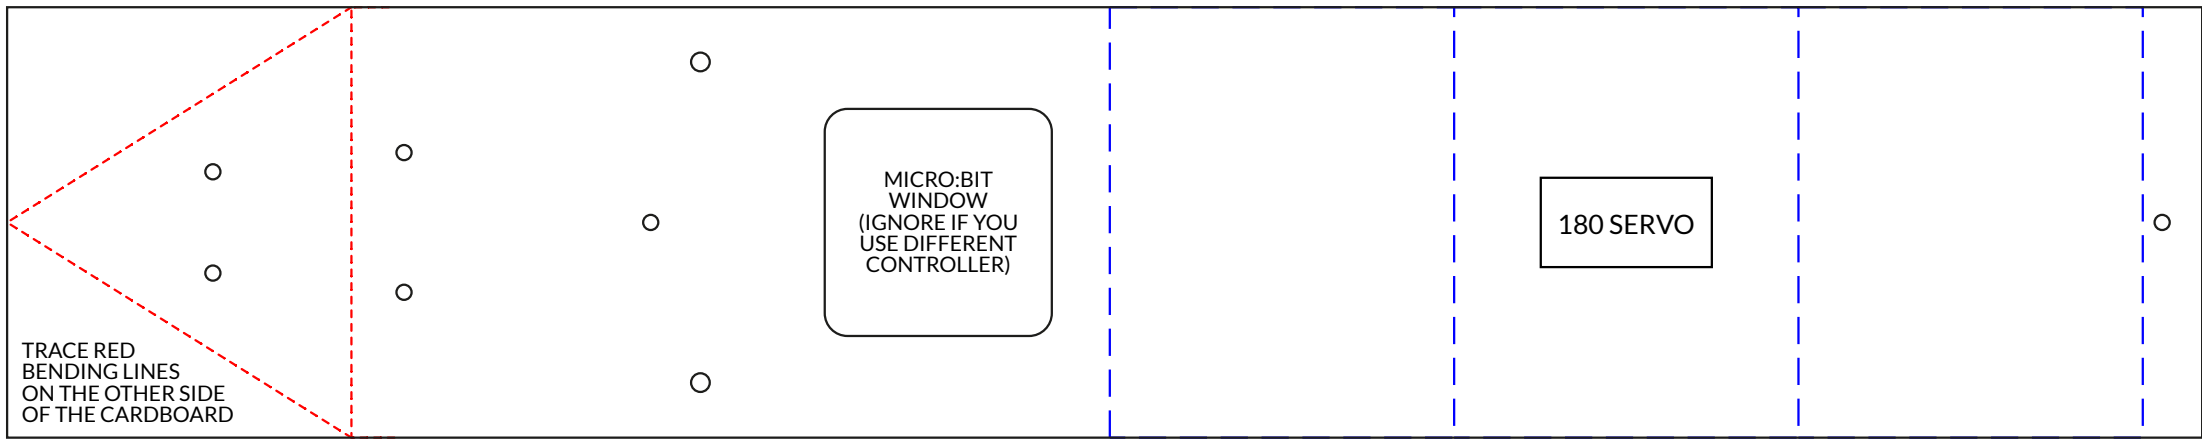 TRACE RED
BENDING LINES
ON THE OTHER SIDE
OF THE CARDBOARD
MICRO:BIT
WINDOW
(IGNORE IF YOU
USE DIFFERENT
CONTROLLER)
180 SERVO